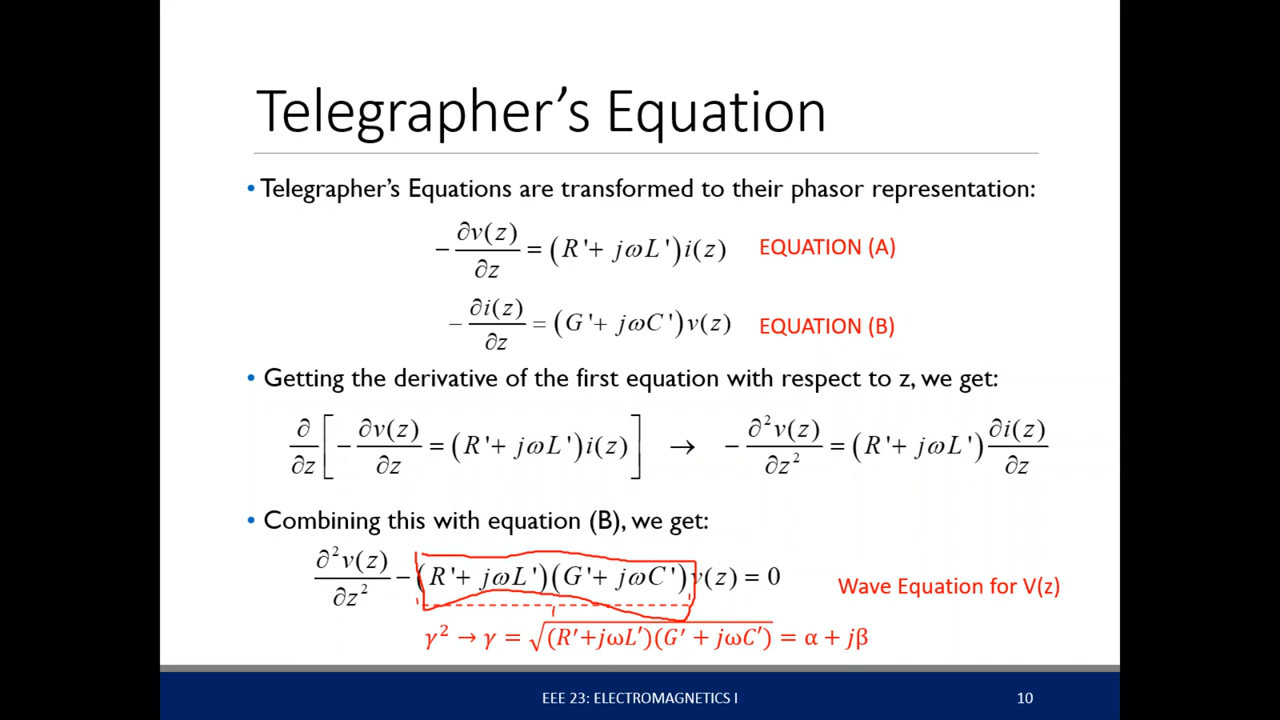 Telegrapher's Equation
• Telegrapher's Equations are transformed to their phasor representation:
−∂v(z)/∂z = (R'+ jωL')i(z) EQUATION (A)
−∂i(z)/∂z = (G'+ jωC')v(z) EQUATION (B)
• Getting the derivative of the first equation with respect to z, we get:
∂/∂z [−∂v(z)/∂z = (R'+ jωL')i(z)] → −∂²v(z)/∂z² = (R'+ jωL')∂i(z)/∂z
• Combining this with equation (B), we get:
∂²v(z)/∂z² −(R'+ jωL')(G'+ jωC')v(z) = 0 Wave Equation for V(z)
γ² → γ = √(R′+jωL′)(G′ + jωC′) = α + jβ
EEE 23: ELECTROMAGNETICS I 10